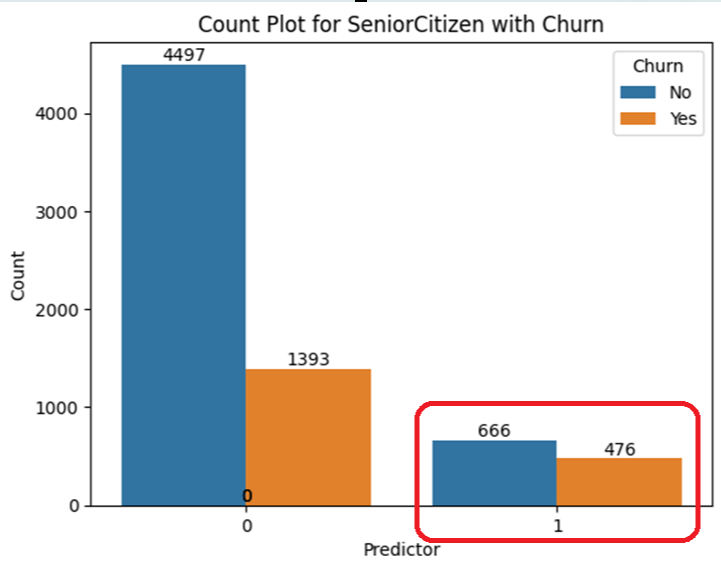 Count Plot for SeniorCitizen with Churn
4497
Churn
No
Yes
4000
3000
Count
2000
1393
1000
666
476
0
0
0
1
Predictor